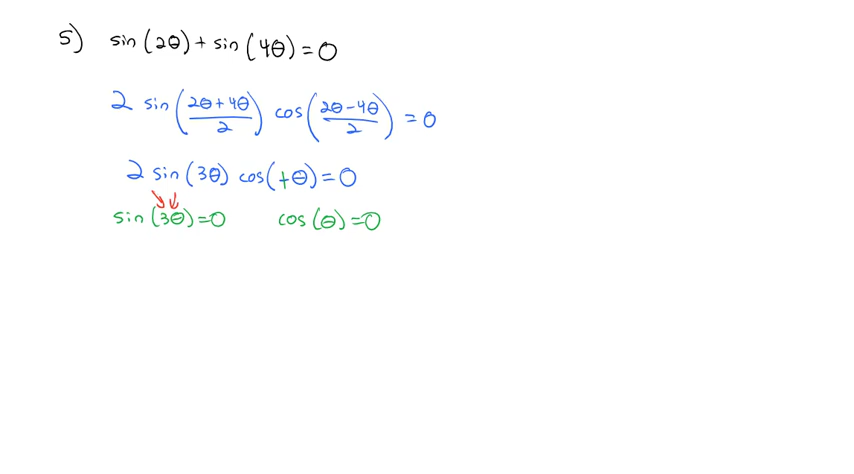 5) sin(2θ) + sin(4θ) = 0
2 sin((2θ+4θ)/2) cos((2θ-4θ)/2) = 0
2 sin(3θ) cos(+θ) = 0
sin(3θ) = 0 cos(θ) = 0